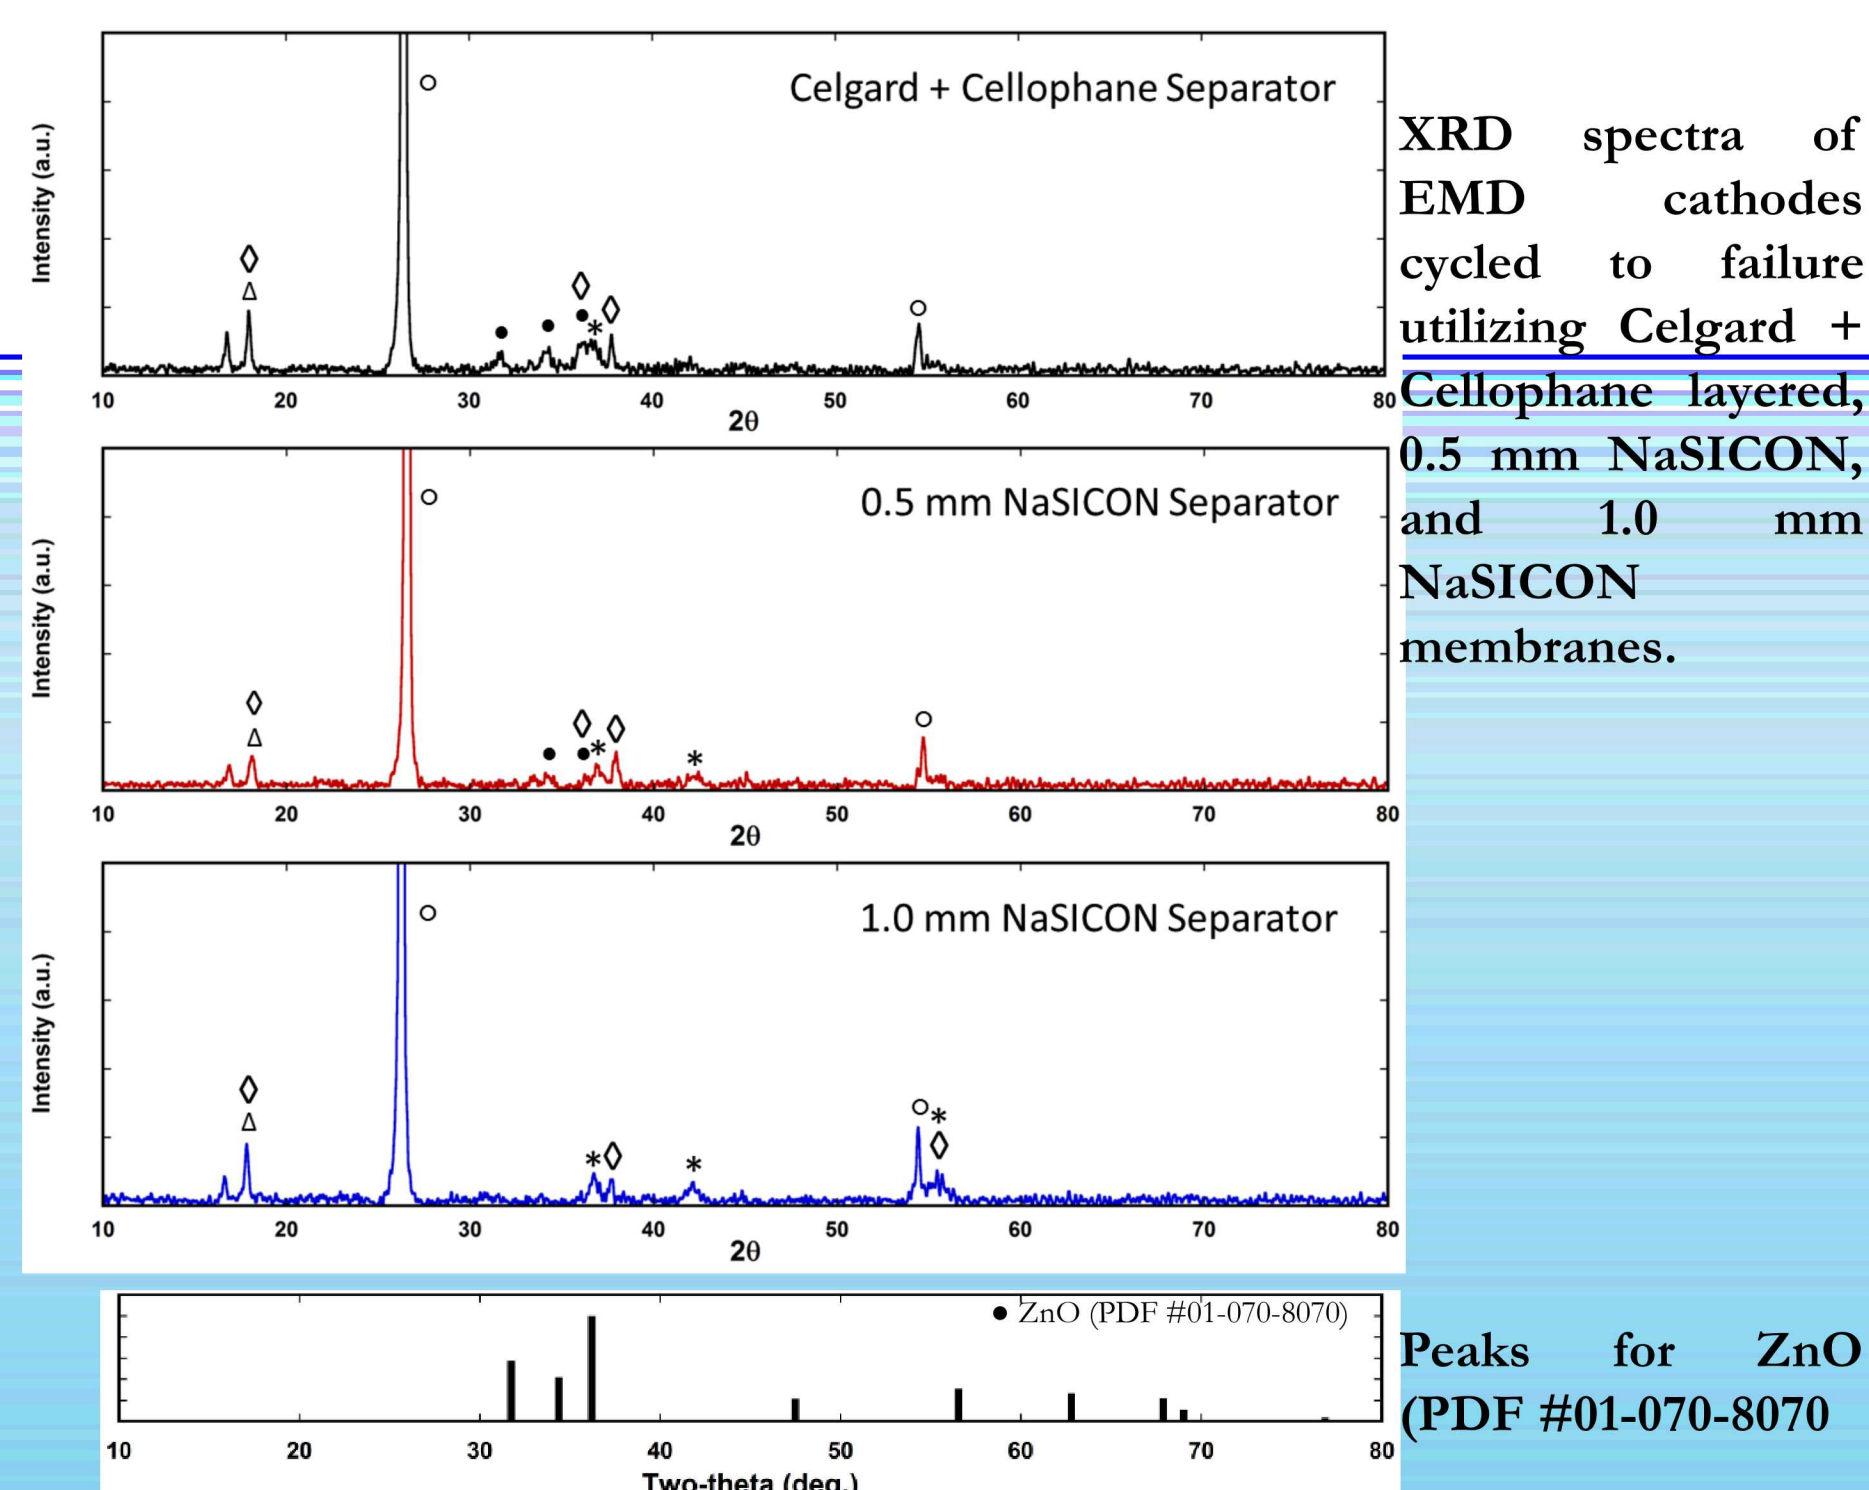 Celgard + Cellophane Separator
Intensity (a.u.)
10 20 30 40 50 60 70 80
2θ
0.5 mm NaSICON Separator
Intensity (a.u.)
10 20 30 40 50 60 70 80
2θ
1.0 mm NaSICON Separator
Intensity (a.u.)
10 20 30 40 50 60 70 80
2θ
● ZnO (PDF #01-070-8070)
10 20 30 40 50 60 70 80
Two-theta (deg.)
XRD spectra of
EMD cathodes
cycled to failure
utilizing Celgard +
Cellophane layered,
0.5 mm NaSICON,
and 1.0 mm
NaSICON
membranes.
Peaks for ZnO
(PDF #01-070-8070